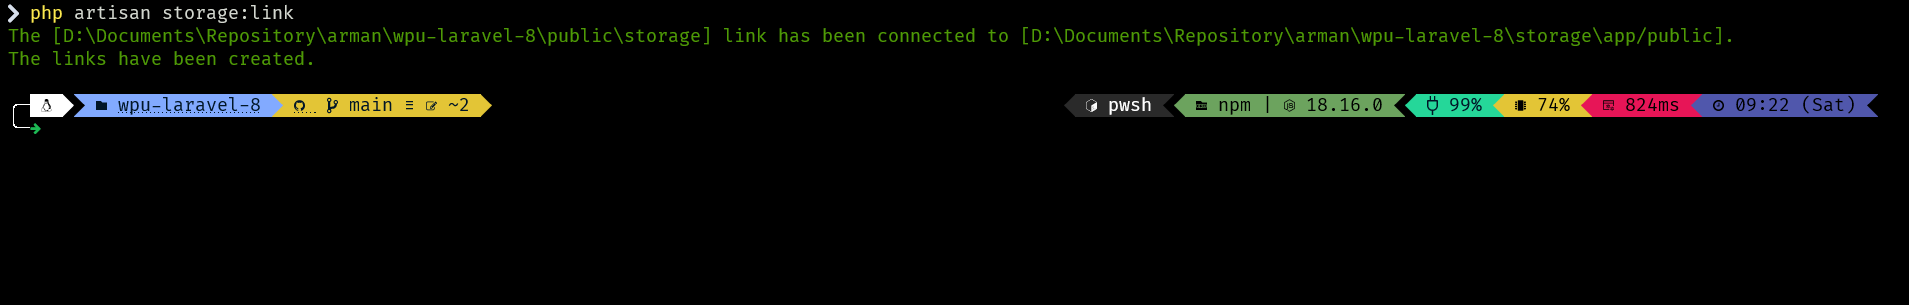 ❯ php artisan storage:link
The [D:\Documents\Repository\arman\wpu-laravel-8\public\storage] link has been connected to [D:\Documents\Repository\arman\wpu-laravel-8\storage\app/public].
The links have been created.
wpu-laravel-8 main ≡ ~2 pwsh npm | 18.16.0 99% 74% 824ms 09:22 (Sat)